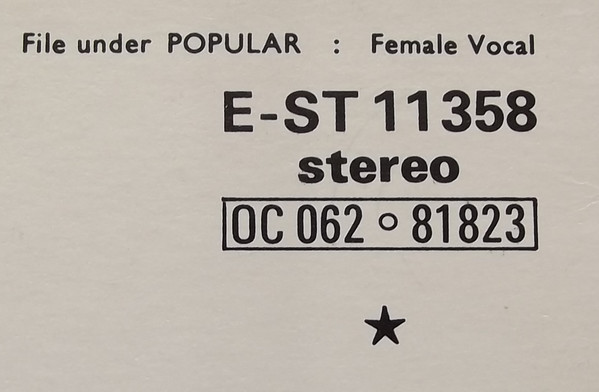 File under POPULAR : Female Vocal
E-ST 11358
stereo
OC 062 ○ 81823
★